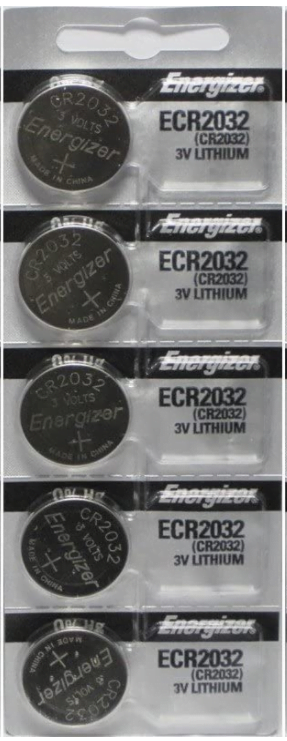 Energizer
ECR2032
(CR2032)
3V LITHIUM
CR2032
3 VOLTS
Energizer
+
MADE IN CHINA
Energizer
ECR2032
(CR2032)
3V LITHIUM
CR2032
3 VOLTS
Energizer
+
MADE IN CHINA
Energizer
ECR2032
(CR2032)
3V LITHIUM
CR2032
3 VOLTS
Energizer
+
MADE IN CHINA
Energizer
ECR2032
(CR2032)
3V LITHIUM
CR2032
3 VOLTS
Energizer
+
MADE IN CHINA
Energizer
ECR2032
(CR2032)
3V LITHIUM
CR2032
3 VOLTS
Energizer
+
MADE IN CHINA